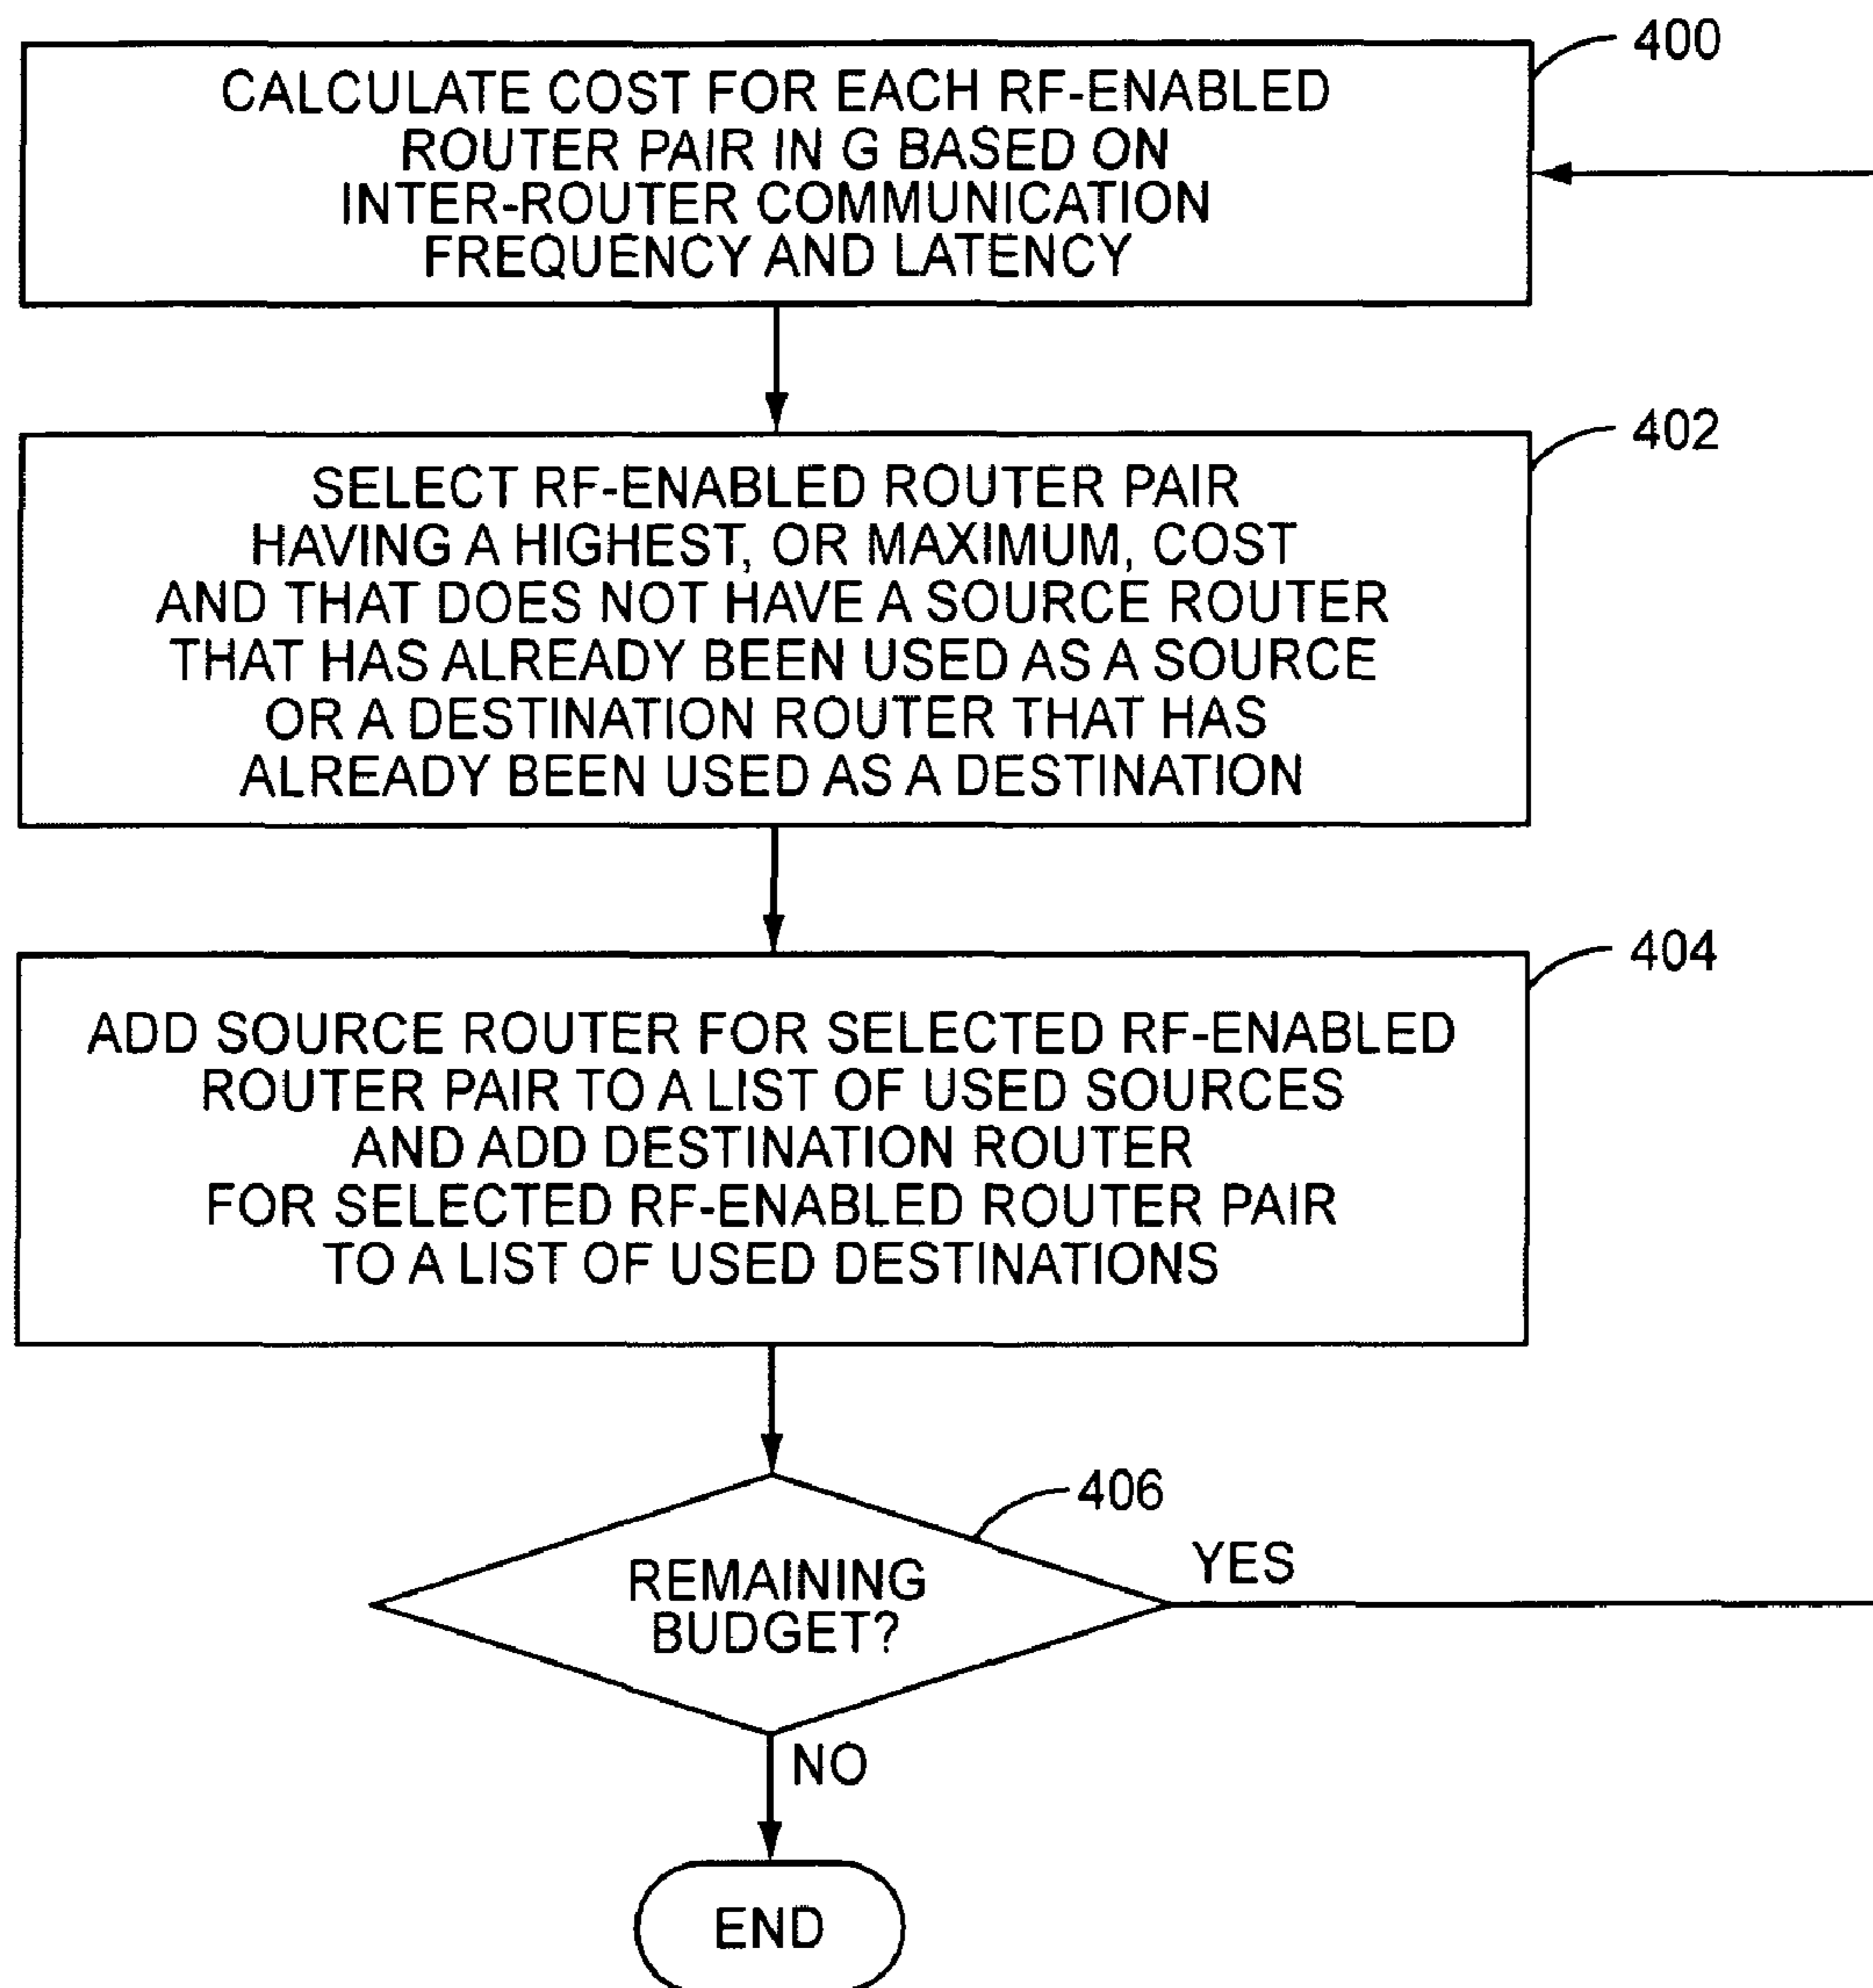 400
CALCULATE COST FOR EACH RF-ENABLED
ROUTER PAIR IN G BASED ON
INTER-ROUTER COMMUNICATION
FREQUENCY AND LATENCY
402
SELECT RF-ENABLED ROUTER PAIR
HAVING A HIGHEST, OR MAXIMUM, COST
AND THAT DOES NOT HAVE A SOURCE ROUTER
THAT HAS ALREADY BEEN USED AS A SOURCE
OR A DESTINATION ROUTER THAT HAS
ALREADY BEEN USED AS A DESTINATION
404
ADD SOURCE ROUTER FOR SELECTED RF-ENABLED
ROUTER PAIR TO A LIST OF USED SOURCES
AND ADD DESTINATION ROUTER
FOR SELECTED RF-ENABLED ROUTER PAIR
TO A LIST OF USED DESTINATIONS
406
REMAINING
BUDGET?
YES
NO
END